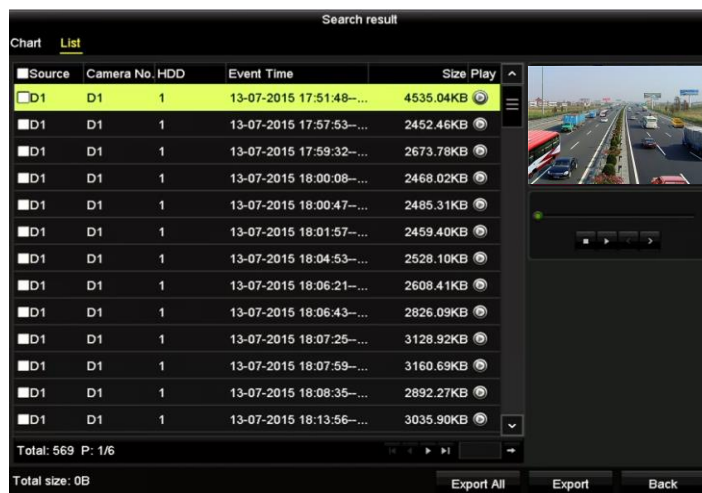 Search result
Chart List
Source Camera No. HDD Event Time Size Play
D1 D1 1 13-07-2015 17:51:48--... 4535.04KB
D1 D1 1 13-07-2015 17:57:53--... 2452.46KB
D1 D1 1 13-07-2015 17:59:32--... 2673.78KB
D1 D1 1 13-07-2015 18:00:08--... 2468.02KB
D1 D1 1 13-07-2015 18:00:47--... 2485.31KB
D1 D1 1 13-07-2015 18:01:57--... 2459.40KB
D1 D1 1 13-07-2015 18:04:53--... 2528.10KB
D1 D1 1 13-07-2015 18:06:21--... 2608.41KB
D1 D1 1 13-07-2015 18:06:43--... 2826.09KB
D1 D1 1 13-07-2015 18:07:25--... 3128.92KB
D1 D1 1 13-07-2015 18:07:59--... 3160.69KB
D1 D1 1 13-07-2015 18:08:35--... 2892.27KB
D1 D1 1 13-07-2015 18:13:56--... 3035.90KB
Total: 569 P: 1/6
Total size: 0B
Export All Export Back